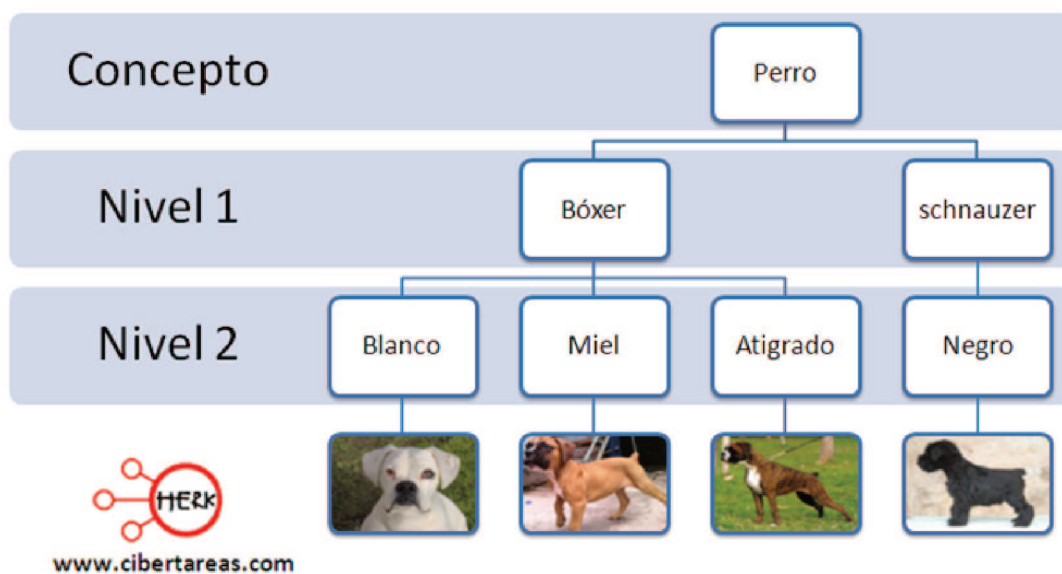 Concepto
Perro
Nivel 1
Bóxer
schnauzer
Nivel 2
Blanco
Miel
Atigrado
Negro
HERK
www.cibertareas.com